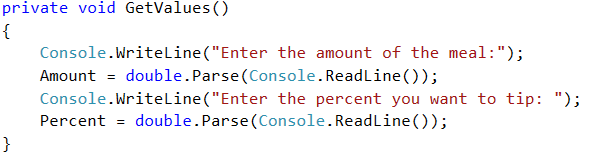 private void GetValues()
{
    Console.WriteLine("Enter the amount of the meal:");
    Amount = double.Parse(Console.ReadLine());
    Console.WriteLine("Enter the percent you want to tip: ");
    Percent = double.Parse(Console.ReadLine());
}